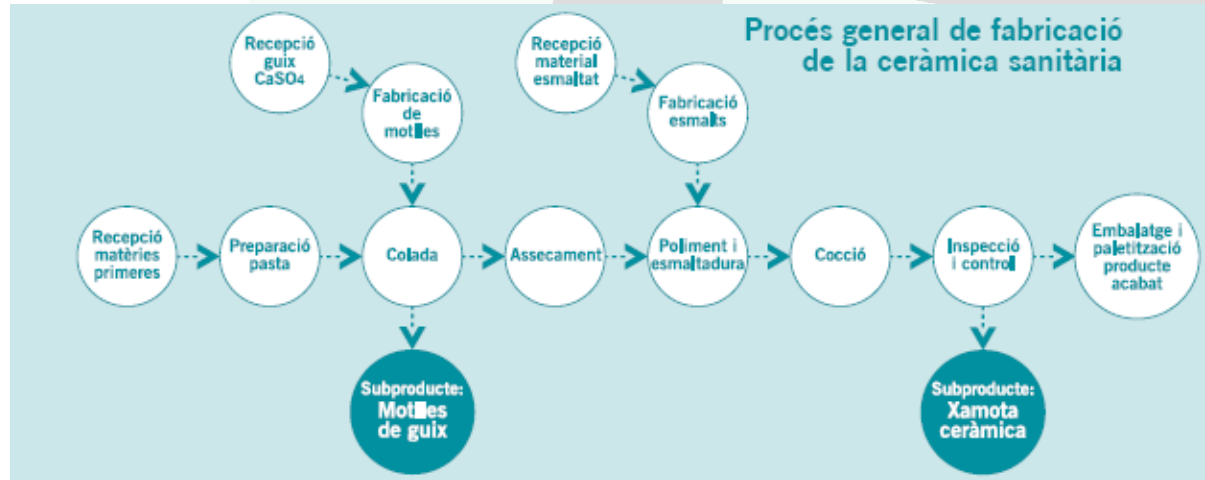 Procés general de fabricació
de la ceràmica sanitària
Recepció
guix
CaSO4
Fabricació
de
motlles
Recepció
material
esmaltat
Fabricació
esmalts
Recepció
matèries
primeres
Preparació
pasta
Colada
Assecament
Poliment i
esmaltadura
Cocció
Inspecció
i control
Embalatge i
paletització
producte
acabat
Subproducte:
Motlles
de guix
Subproducte:
Xamota
ceràmica